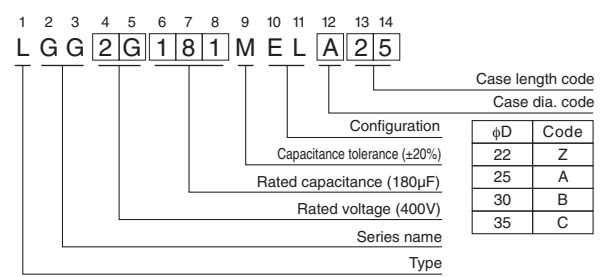 1 2 3 4 5 6 7 8 9 10 11 12 13 14
L G G 2 G 1 8 1 M E L A 2 5
Case length code
Case dia. code
Configuration
Capacitance tolerance (±20%)
Rated capacitance (180µF)
Rated voltage (400V)
Series name
Type
ϕD Code
22 Z
25 A
30 B
35 C